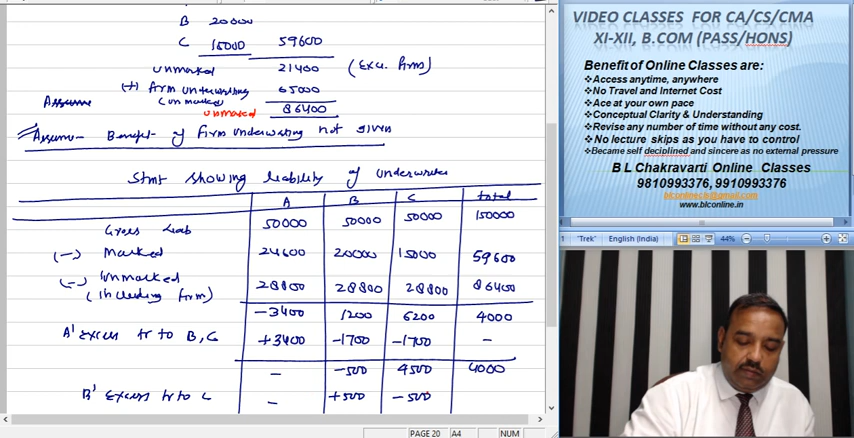 B 20000
C 15000 59600
unmarked 21400 (Exc. firm)
(+) firm underwriting 65000
Assume (unmarked)
unmarked 86400
Assume - Benefit of firm underwriting not given
Stmt showing liability of underwriter
A B C total
Gross Liab 50000 50000 50000 150000
(-) Marked 24600 20000 15000 59600
(-) Unmarked 28800 28800 28800 86400
(including firm)
-3400 1200 6200 4000
A' Excess tr to B, C +3400 -1700 -1700 -
- -500 4500 4000
B' Excess tr to C - +500 -500
PAGE 20 A4 NUM
VIDEO CLASSES FOR CA/CS/CMA
XI-XII, B.COM (PASS/HONS)
Benefit of Online Classes are:
Access anytime, anywhere
No Travel and Internet Cost
Ace at your own pace
Conceptual Clarity & Understanding
Revise any number of time without any cost.
No lecture skips as you have to control
Became self deciolined and sincere as no external pressure
B L Chakravarti Online Classes
9810993376, 9910993376
www.blconline.in
1 "Trek" English (India) 44%